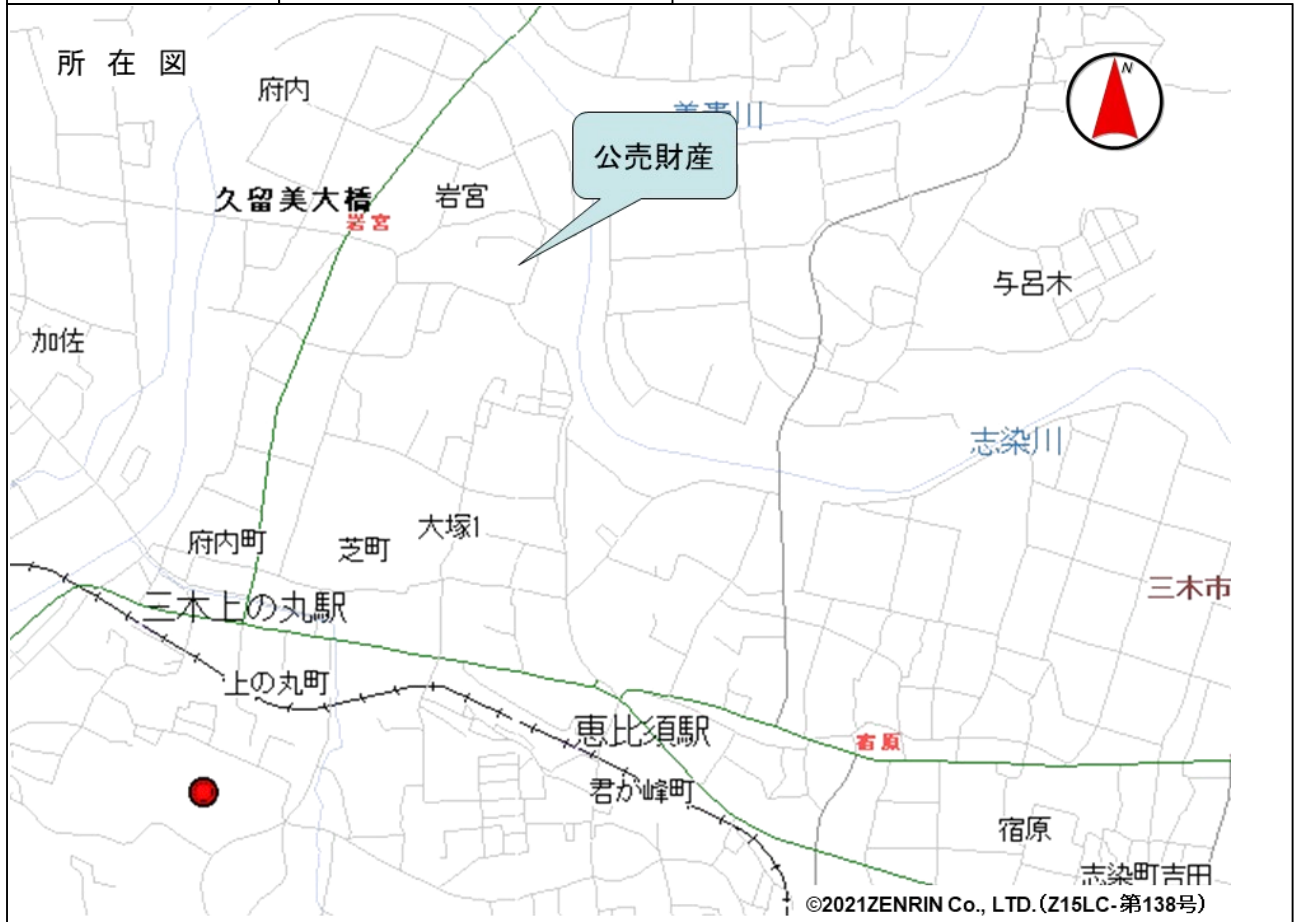 所在図
府内
N
公売財産
久留美大橋
岩宮
岩宮
与呂木
加佐
志染川
大塚1
府内町
芝町
三木市
三木上の丸駅
上の丸町
恵比須駅
宿原
君が峰町
宿原
志染町吉田
©2021ZENRIN Co., LTD.(Z15LC-第138号)